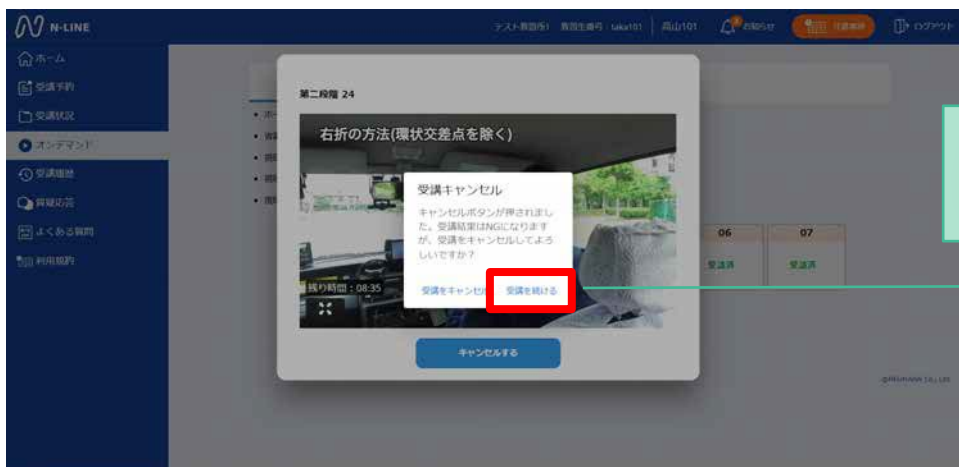 N-LINE
テスト教習所1 教習生番号：taka101 高山101 お知らせ 注意事項 ログアウト
ホーム
受講予約
受講状況
オンデマンド
受講履歴
質疑応答
よくある質問
利用規約
第二段階 24
右折の方法(環状交差点を除く)
受講キャンセル
キャンセルボタンが押されまし
た。受講結果はNGになります
が、受講をキャンセルしてよろ
しいですか？
受講をキャンセル 受講を続ける
残り時間：08:35
キャンセルする
06 07
受講済 受講済